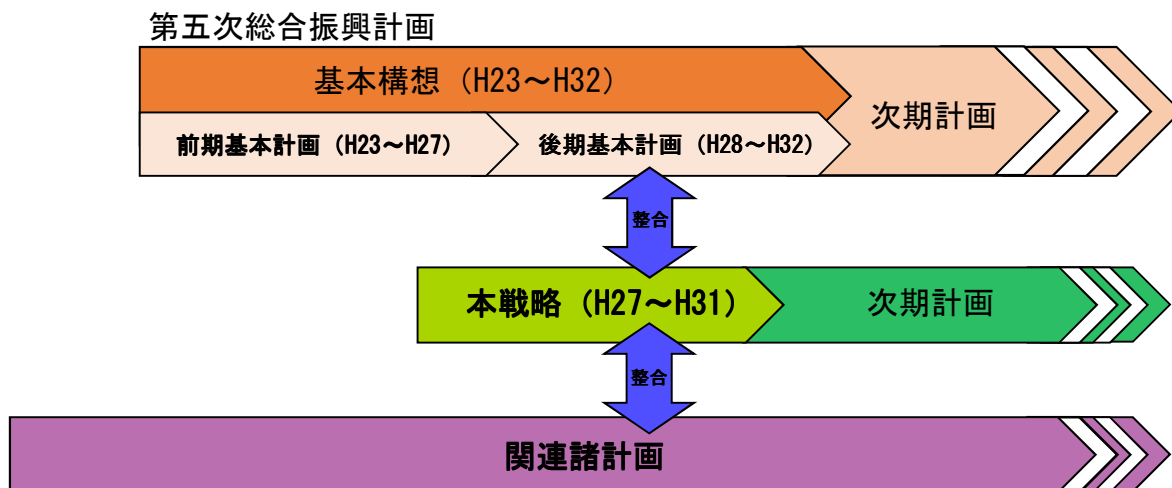 第五次総合振興計画
基本構想（H23～H32）
次期計画
前期基本計画（H23～H27）
後期基本計画（H28～H32）
整合
本戦略（H27～H31）
次期計画
整合
関連諸計画